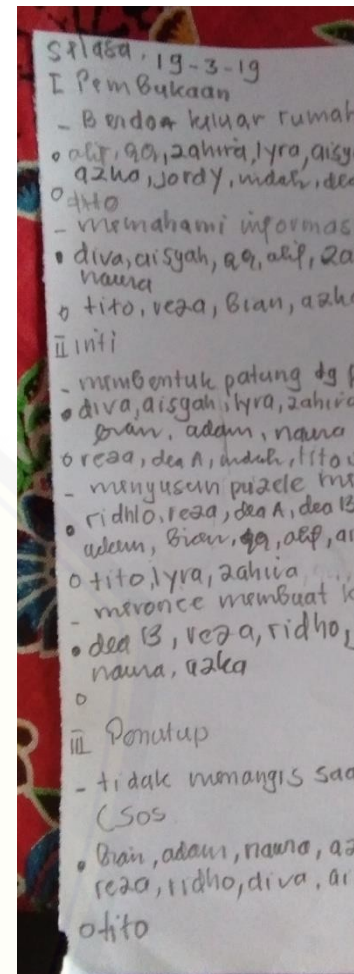 Selasa, 19-3-19
I Pembukaan
- Berdoa keluar rumah
• alif, qq, zahira, lyra, aisy
azka, jordy, indah, dea
o tito
- memahami informas
• diva, aisyah, qq, alif, za
naura
o tito, reza, Bian, azka
II inti
- membentuk patung dg p
• diva, aisyah, lyra, zahira
bian, adam, naura
o reza, dea A, indah, tito
- menyusun puzzle me
• ridhlo, reza, dea A, dea B
adam, Bian, qq, alif, ai
o tito, lyra, zahira
- meronce membuat k
• dea B, reza, ridho,
naura, azka
o
III Penutup
- tidak menangis saa
(SOS
• Bian, adam, naura, az
reza, ridho, diva, ai
o tito